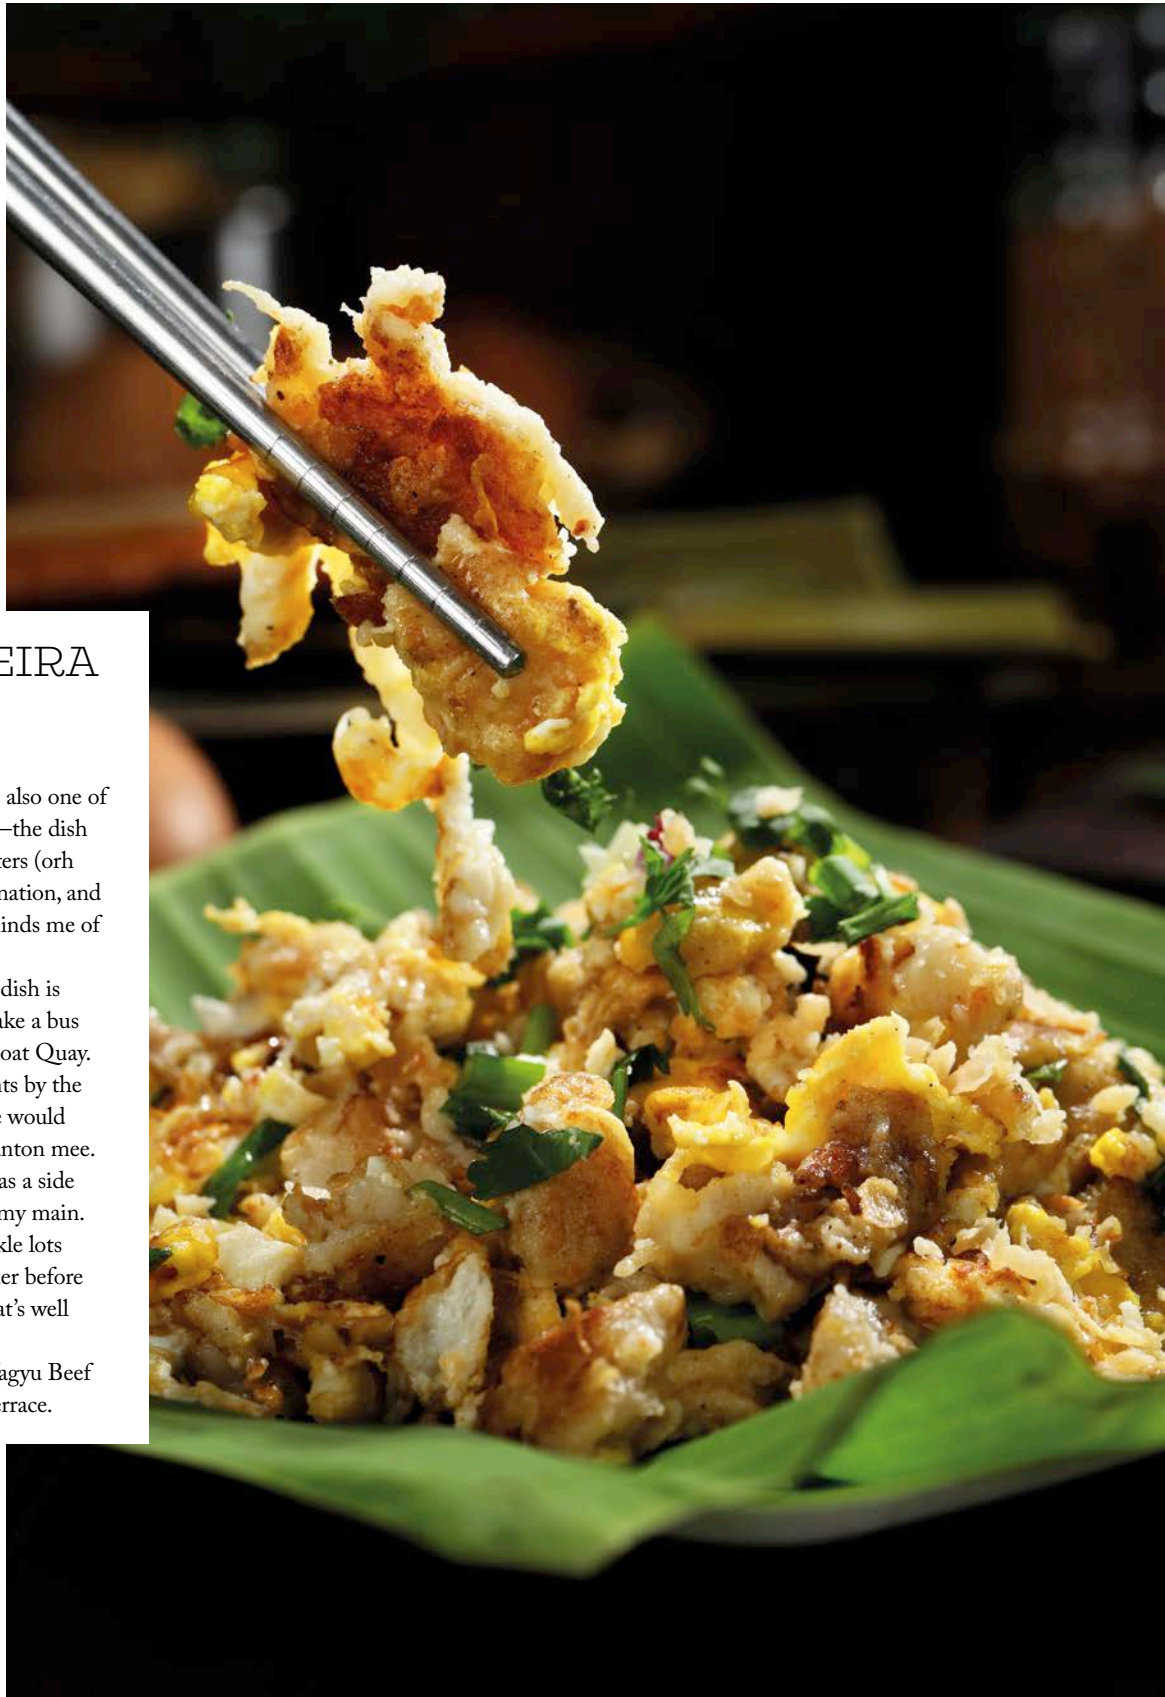 EIRA
also one of
—the dish
ters (orh
nation, and
inds me of
dish is
ake a bus
oat Quay.
nts by the
e would
nton mee.
as a side
my main.
kle lots
er before
at’s well
agyu Beef
errace.